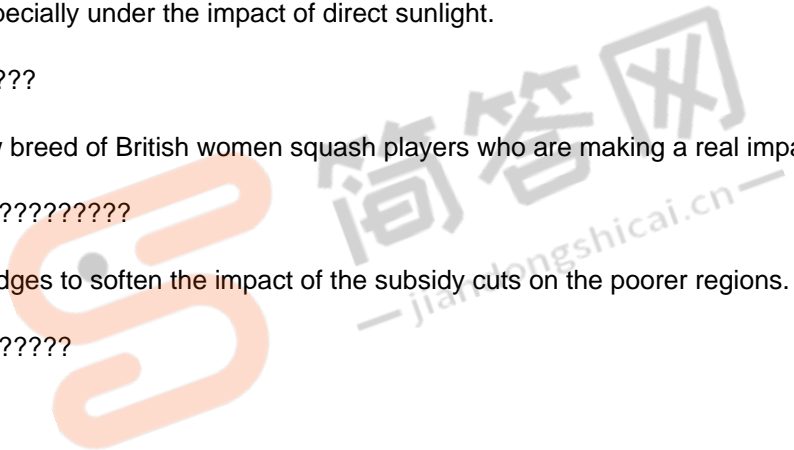 pecially under the impact of direct sunlight.
???
breed of British women squash players who are making a real impa
?????????
dges to soften the impact of the subsidy cuts on the poorer regions.
?????
简答网
jiandongshicai.cn